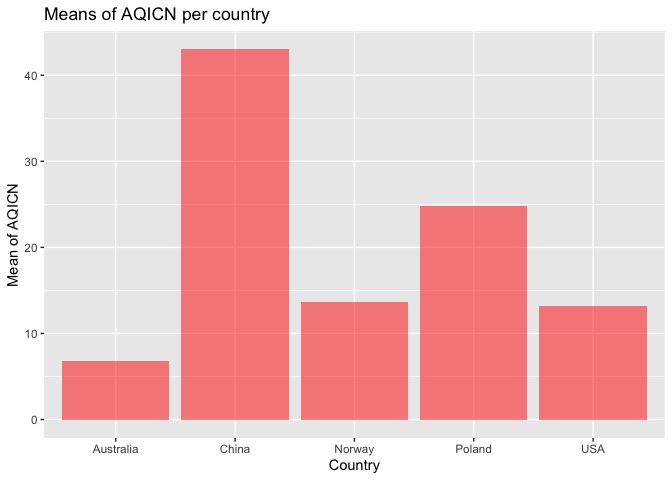 Means of AQICN per country
Mean of AQICN
40
30
20
10
0
Australia China Norway Poland USA
Country